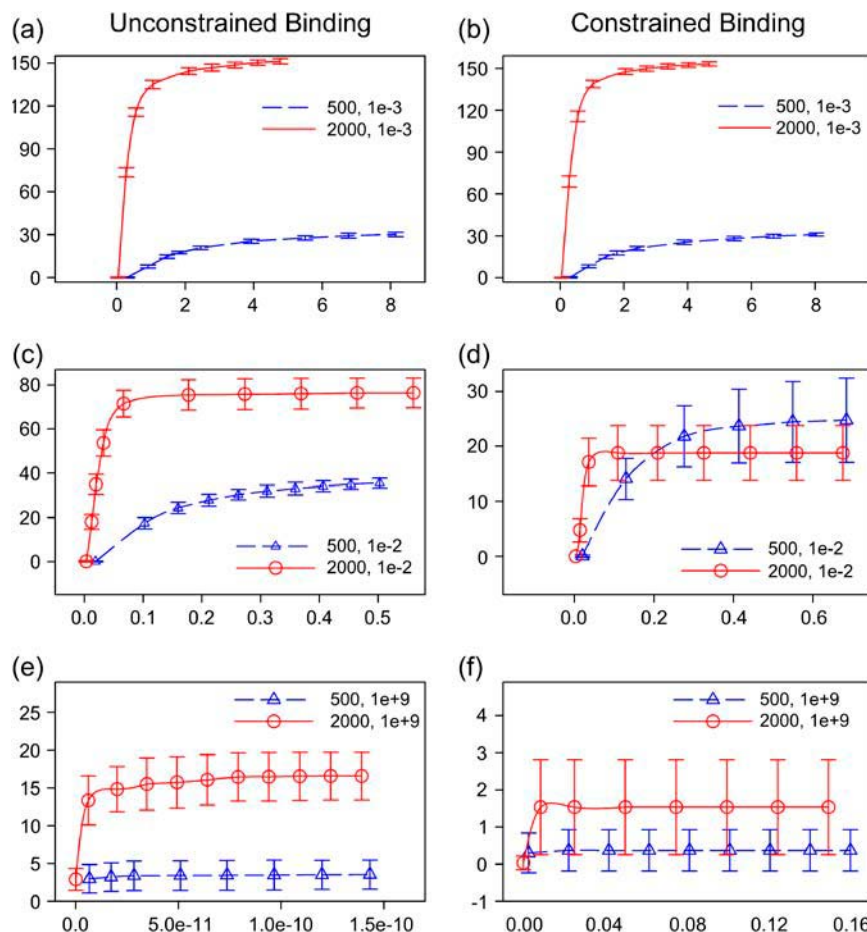 Unconstrained Binding
Constrained Binding
(a)
150
120
90
60
30
0
0 2 4 6 8
500, 1e-3
2000, 1e-3
(b)
150
120
90
60
30
0
0 2 4 6 8
500, 1e-3
2000, 1e-3
(c)
80
60
40
20
0
0.0 0.1 0.2 0.3 0.4 0.5
500, 1e-2
2000, 1e-2
(d)
30
20
10
0
0.0 0.2 0.4 0.6
500, 1e-2
2000, 1e-2
(e)
25
20
15
10
5
0
0.0 5.0e-11 1.0e-10 1.5e-10
500, 1e+9
2000, 1e+9
(f)
4
3
2
1
0
-1
0.00 0.04 0.08 0.12 0.16
500, 1e+9
2000, 1e+9